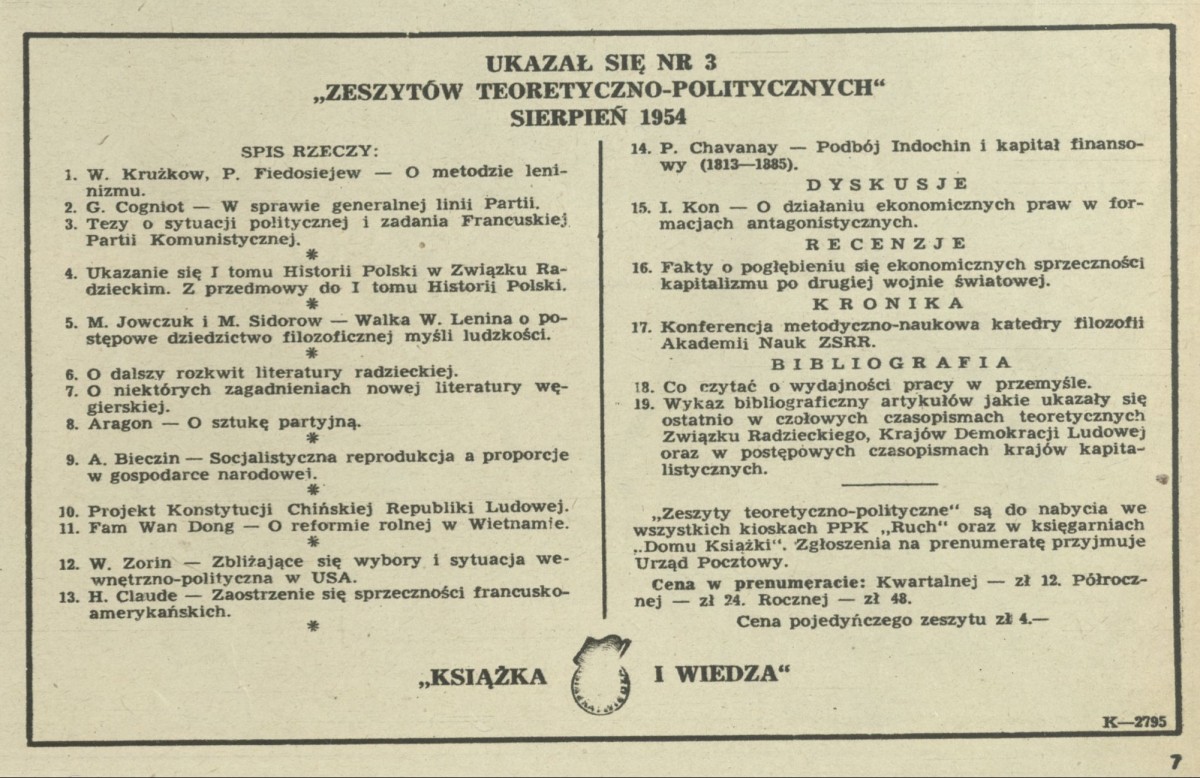 UKAZAŁ SIĘ NR 3
„ZESZYTÓW TEORETYCZNO-POLITYCZNYCH“
SIERPIEŃ 1954
SPIS RZECZY:
1. W. Krużkow, P. Fiedosiejew — O metodzie leni-
nizmu.
2. G. Cogniot — W sprawie generalnej linii Partii.
3. Tezy o sytuacji politycznej i zadania Francuskiej
Partii Komunistycznej.
*
4. Ukazanie się I tomu Historii Polski w Związku Ra-
dzieckim. Z przedmowy do I tomu Historii Polski.
*
5. M. Jowczuk i M. Sidorow — Walka W. Lenina o po-
stępowe dziedzictwo filozoficznej myśli ludzkości.
*
6. O dalszy rozkwit literatury radzieckiej.
7. O niektórych zagadnieniach nowej literatury wę-
gierskiej.
8. Aragon — O sztukę partyjną.
*
9. A. Bieczin — Socjalistyczna reprodukcja a proporcje
w gospodarce narodowej.
*
10. Projekt Konstytucji Chińskiej Republiki Ludowej.
11. Fam Wan Dong — O reformie rolnej w Wietnamie.
*
12. W. Zorin — Zbliżające się wybory i sytuacja we-
wnętrzno-polityczna w USA.
13. H. Claude — Zaostrzenie się sprzeczności francusko-
amerykańskich.
*
14. P. Chavanay — Podbój Indochin i kapitał finanso-
wy (1813—1885).
DYSKUSJE
15. I. Kon — O działaniu ekonomicznych praw w for-
macjach antagonistycznych.
RECENZJE
16. Fakty o pogłębieniu się ekonomicznych sprzeczności
kapitalizmu po drugiej wojnie światowej.
KRONIKA
17. Konferencja metodyczno-naukowa katedry filozofii
Akademii Nauk ZSRR.
BIBLIOGRAFIA
18. Co czytać o wydajności pracy w przemyśle.
19. Wykaz bibliograficzny artykułów jakie ukazały się
ostatnio w czołowych czasopismach teoretycznych
Związku Radzieckiego, Krajów Demokracji Ludowej
oraz w postępowych czasopismach krajów kapita-
listycznych.
„Zeszyty teoretyczno-polityczne“ są do nabycia we
wszystkich kioskach PPK „Ruch“ oraz w księgarniach
„Domu Książki“. Zgłoszenia na prenumeratę przyjmuje
Urząd Pocztowy.
Cena w prenumeracie: Kwartalnej — zł 12. Półrocz-
nej — zł 24. Rocznej — zł 48.
Cena pojedyńczego zeszytu zł 4.—
„KSIĄŻKA I WIEDZA“
K—2795
7